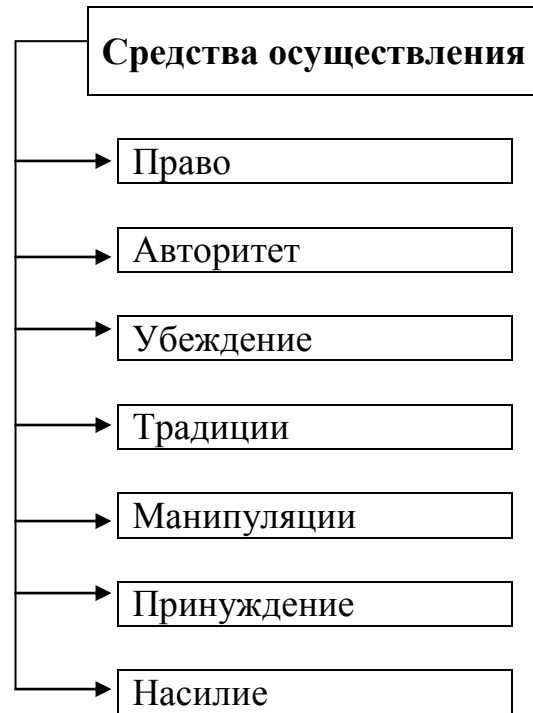 Средства осуществления
Право
Авторитет
Убеждение
Традиции
Манипуляции
Принуждение
Насилие